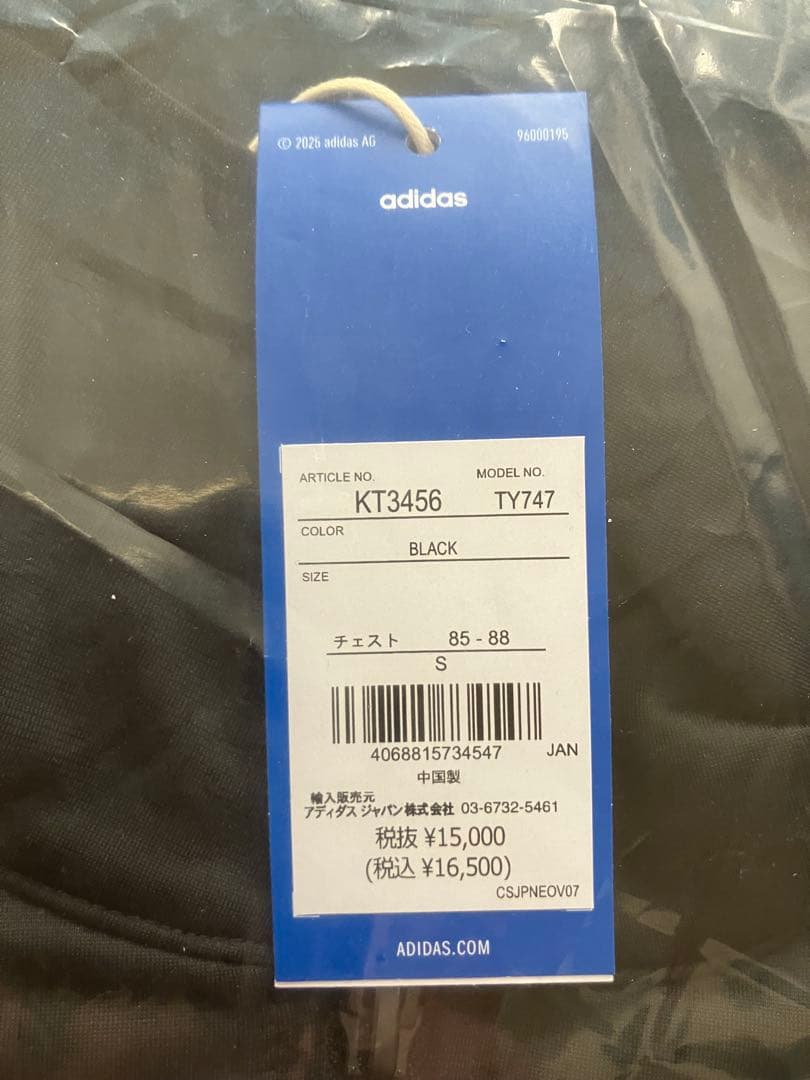 © 2025 adidas AG 96000195
adidas
ARTICLE NO. MODEL NO.
KT3456 TY747
COLOR
BLACK
SIZE
チェスト 85 - 88
S
4068815734547 JAN
中国製
輸入販売元
アディダス ジャパン株式会社 03-6732-5461
税抜 ¥15,000
(税込 ¥16,500)
CSJPNEOV07
ADIDAS.COM